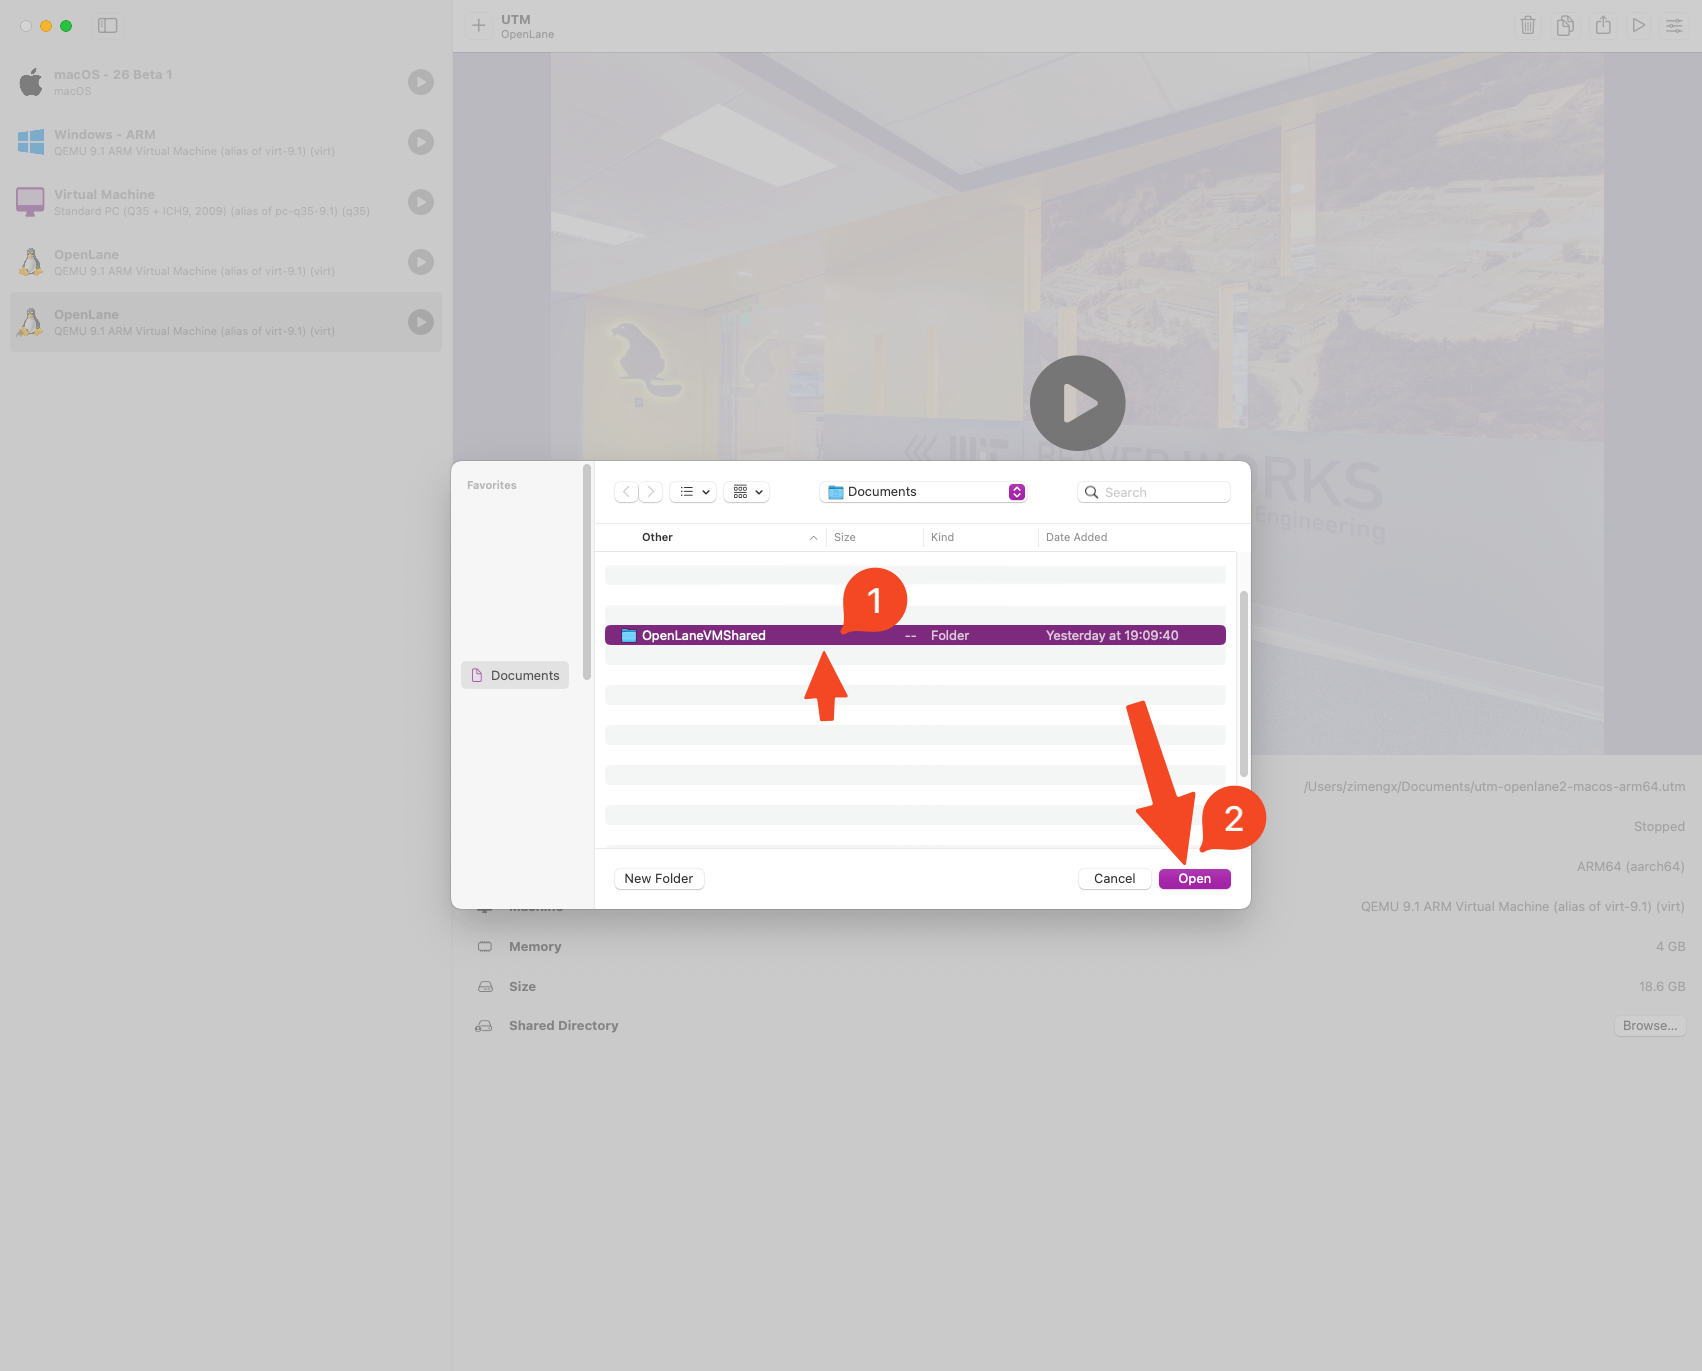 UTM
OpenLane
macOS - 26 Beta 1
macOS
Windows - ARM
QEMU 9.1 ARM Virtual Machine (alias of virt-9.1) (virt)
Virtual Machine
Standard PC (Q35 + ICH9, 2009) (alias of pc-q35-9.1) (q35)
OpenLane
QEMU 9.1 ARM Virtual Machine (alias of virt-9.1) (virt)
OpenLane
QEMU 9.1 ARM Virtual Machine (alias of virt-9.1) (virt)
BEAVER WORKS
Engineering
Favorites
Documents
Documents
Search
Other Size Kind Date Added
1
OpenLaneVMShared -- Folder Yesterday at 19:09:40
2
New Folder Cancel Open
/Users/zimengx/Documents/utm-openlane2-macos-arm64.utm
Stopped
ARM64 (aarch64)
Machine QEMU 9.1 ARM Virtual Machine (alias of virt-9.1) (virt)
Memory 4 GB
Size 18.6 GB
Shared Directory Browse...